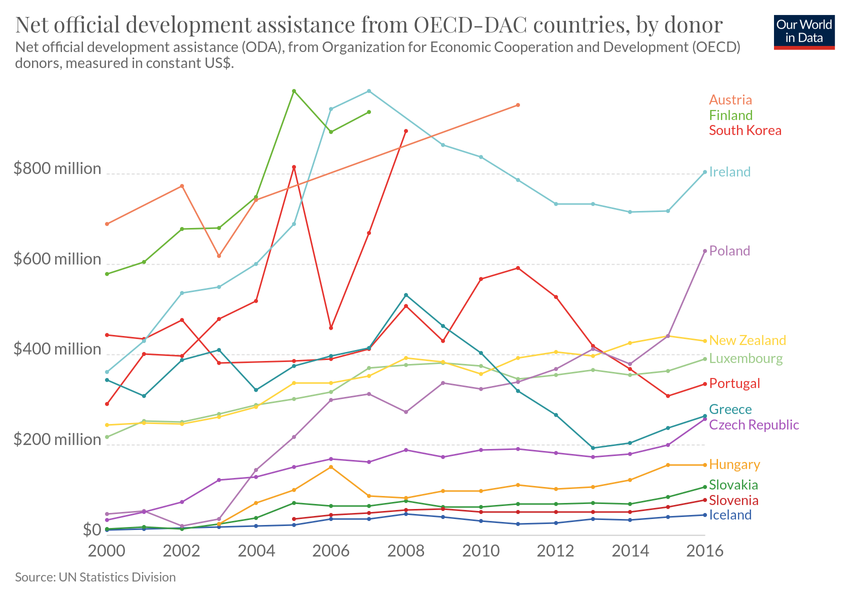 Net official development assistance from OECD-DAC countries, by donor
Net official development assistance (ODA), from Organization for Economic Cooperation and Development (OECD)
donors, measured in constant US$.
Our World
in Data
$800 million
$600 million
$400 million
$200 million
$0
2000
2002
2004
2006
2008
2010
2012
2014
2016
Austria
Finland
South Korea
Ireland
Poland
New Zealand
Luxembourg
Portugal
Greece
Czech Republic
Hungary
Slovakia
Slovenia
Iceland
Source: UN Statistics Division